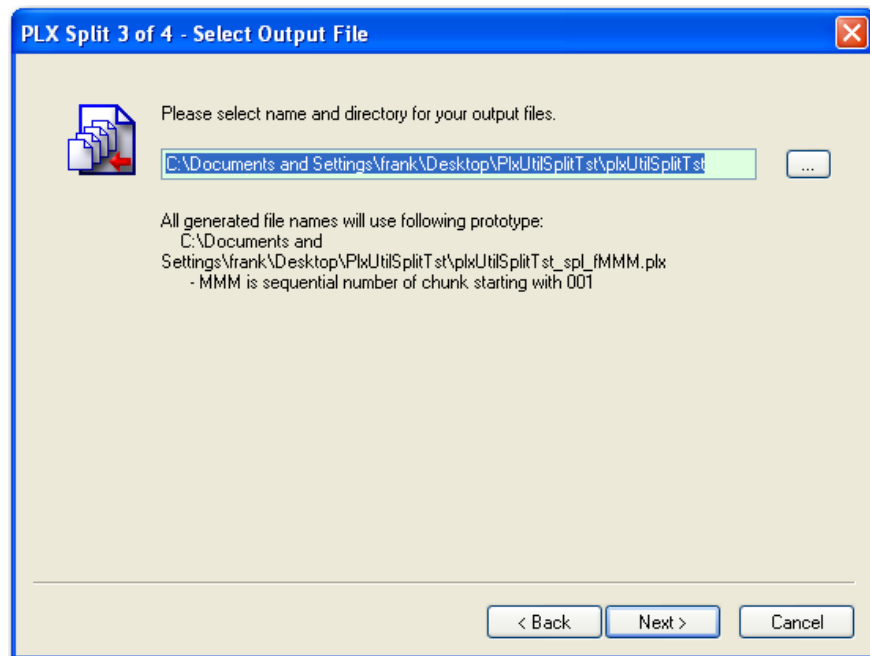 PLX Split 3 of 4 - Select Output File
Please select name and directory for your output files.
C:\Documents and Settings\frank\Desktop\PlxUtilSplitTst\plxUtilSplitTst
...
All generated file names will use following prototype:
C:\Documents and
Settings\frank\Desktop\PlxUtilSplitTst\plxUtilSplitTst_spl_fMMM.plx
- MMM is sequential number of chunk starting with 001
< Back
Next >
Cancel